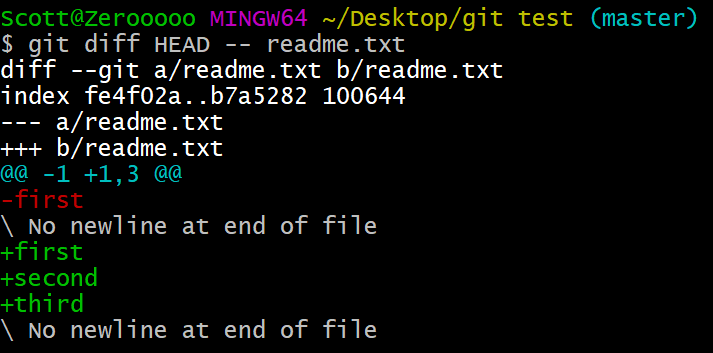 Scott@Zerooooo MINGW64 ~/Desktop/git test (master)
$ git diff HEAD -- readme.txt
diff --git a/readme.txt b/readme.txt
index fe4f02a..b7a5282 100644
--- a/readme.txt
+++ b/readme.txt
@@ -1 +1,3 @@
-first
\ No newline at end of file
+first
+second
+third
\ No newline at end of file